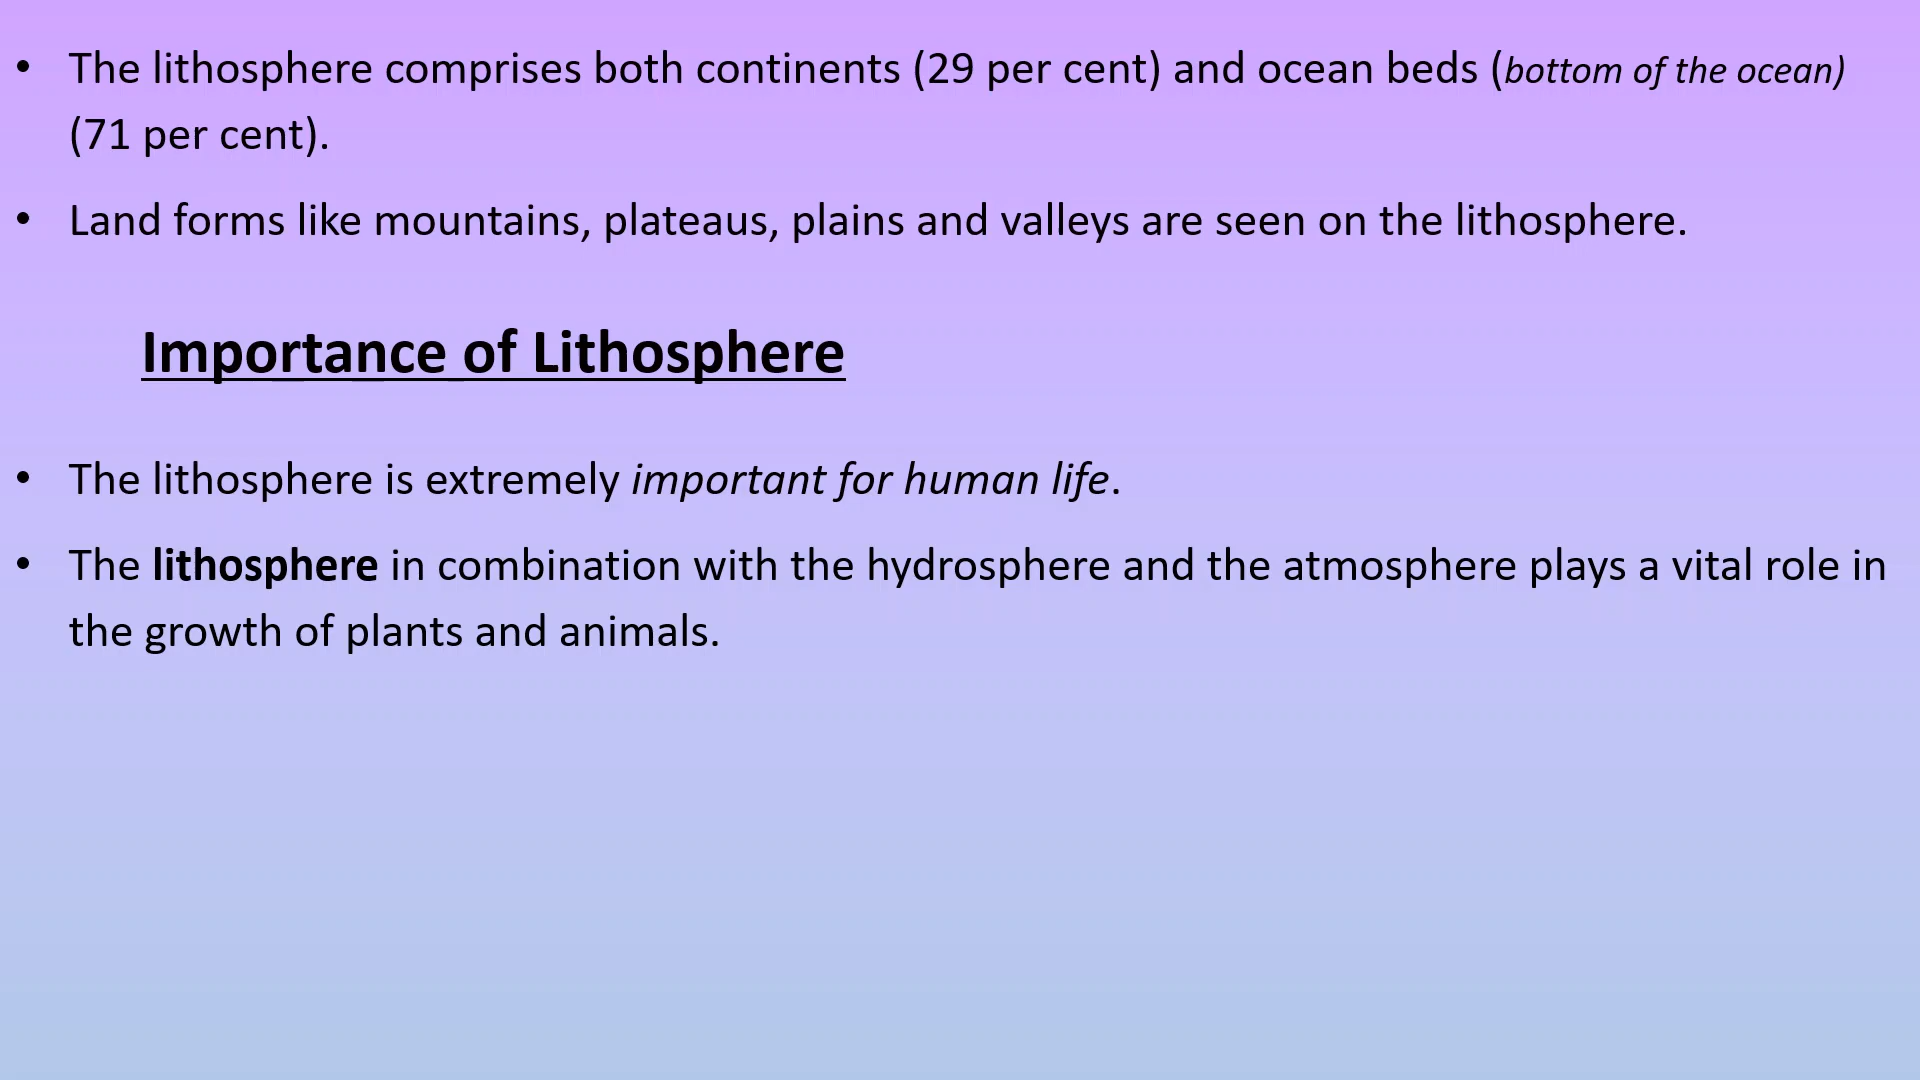 • The lithosphere comprises both continents (29 per cent) and ocean beds (bottom of the ocean)
(71 per cent).
• Land forms like mountains, plateaus, plains and valleys are seen on the lithosphere.
Importance of Lithosphere
• The lithosphere is extremely important for human life.
• The lithosphere in combination with the hydrosphere and the atmosphere plays a vital role in
the growth of plants and animals.